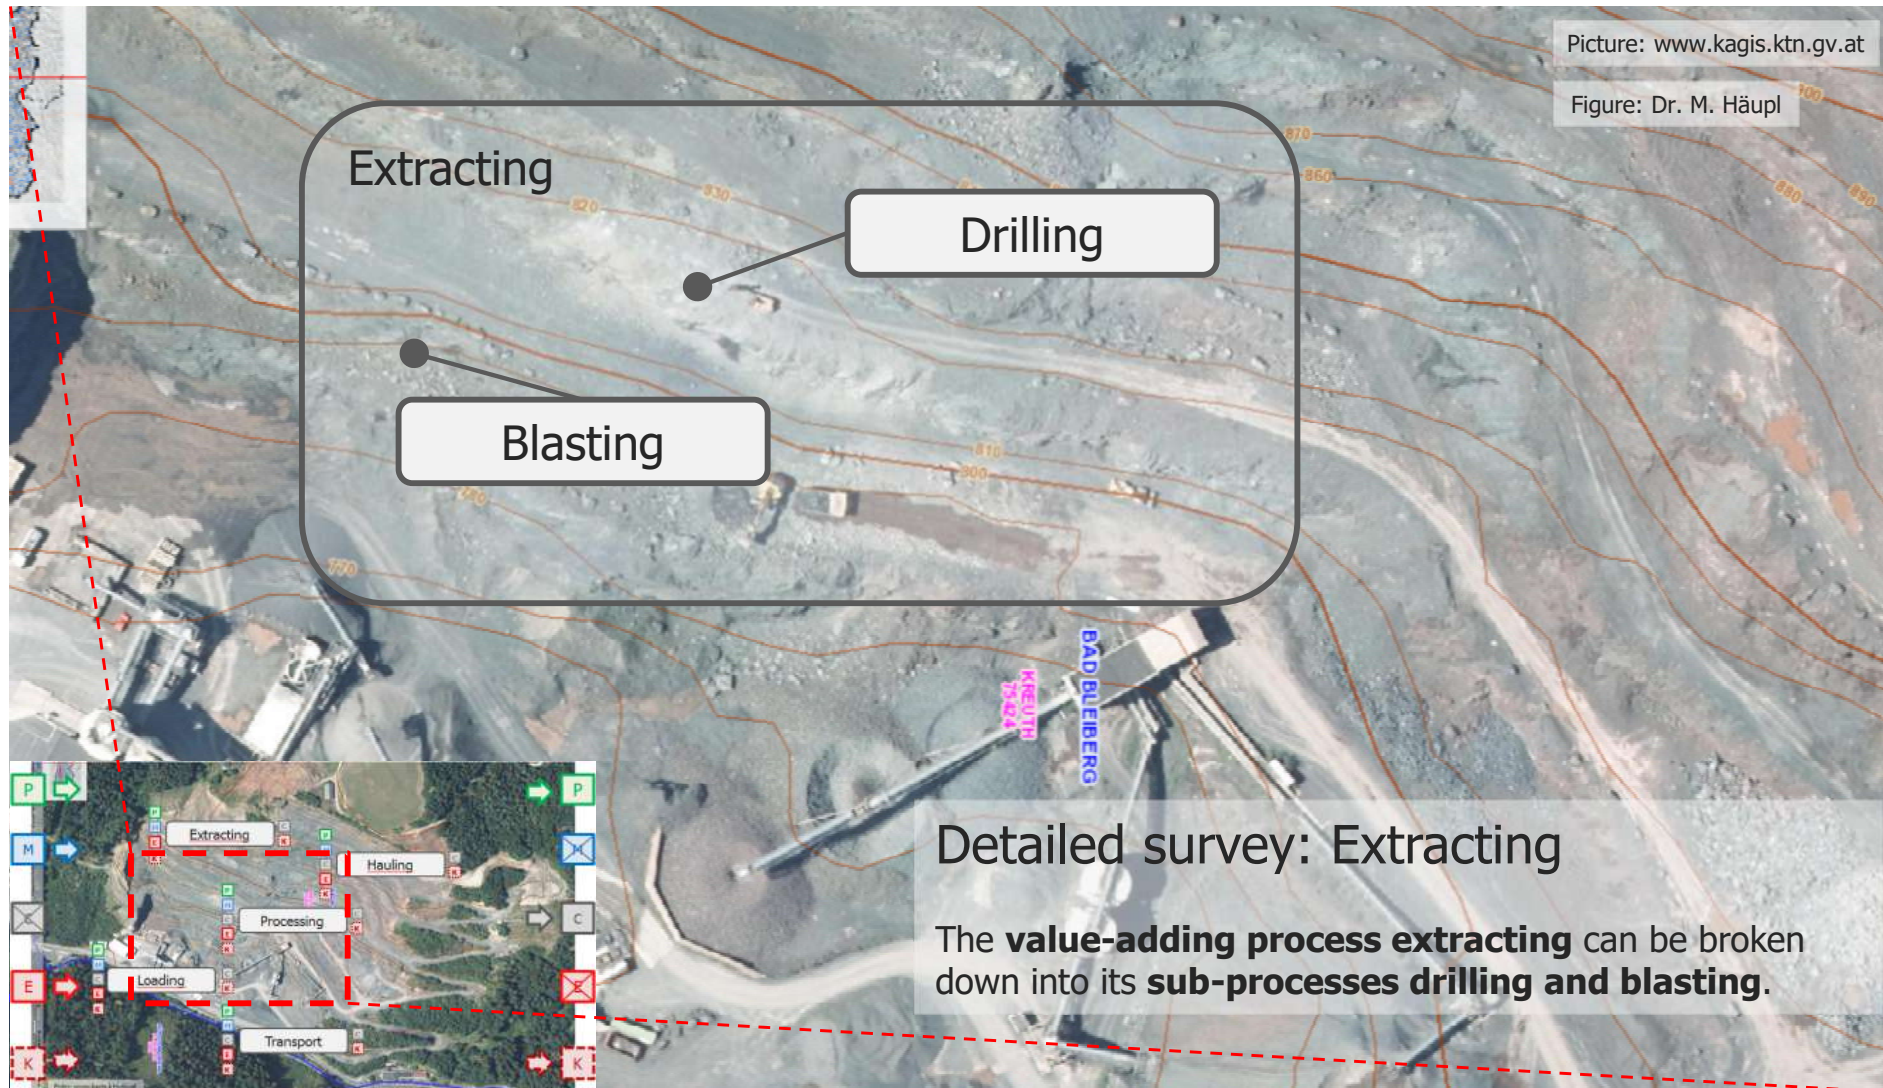 Picture: www.kagis.ktn.gv.at
Figure: Dr. M. Häupl
900
870
860
880
890
Extracting
830
820
Drilling
Blasting
810
800
780
770
KREUTH
75424
BAD BLEIBERG
P
P
M
M
C
C
E
E
K
K
Extracting
Hauling
Processing
Loading
Transport
Detailed survey: Extracting
The value-adding process extracting can be broken
down into its sub-processes drilling and blasting.